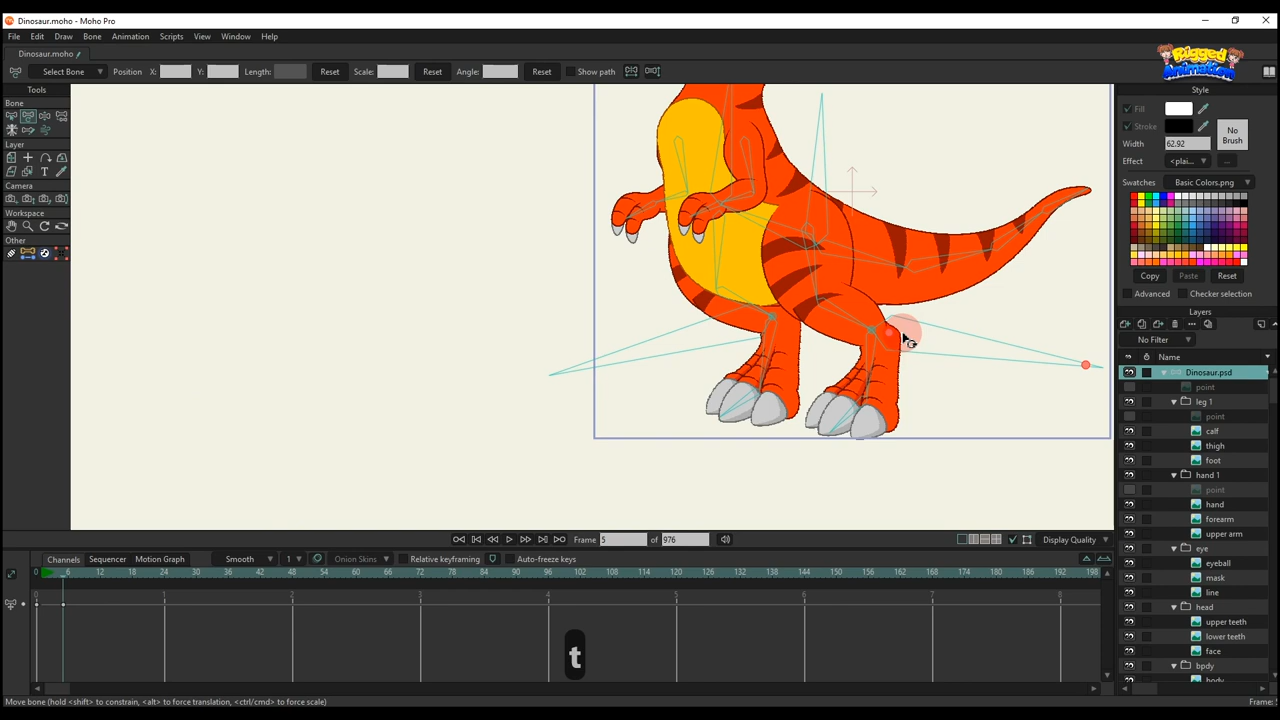 Dinosaur.moho - Moho Pro
File Edit Draw Bone Animation Scripts View Window Help
Dinosaur.moho
Select Bone Position X: Y: Length: Reset Scale: Reset Angle: Reset Show path
Rigged
Animation
Tools
Bone
Layer
Camera
Workspace
Other
Style
Fill
Stroke
No
Brush
Width 62.92
Effect <plai...
Swatches Basic Colors.png
Copy Paste Reset
Advanced Checker selection
Layers
No Filter
Name
Dinosaur.psd
point
leg 1
point
calf
thigh
foot
hand 1
point
hand
forearm
upper arm
eye
eyeball
mask
line
head
upper teeth
lower teeth
face
bpdy
body
Frame 5 of 976 Display Quality
Channels Sequencer Motion Graph Smooth 1 Onion Skins Relative keyframing Auto-freeze keys
0 6 12 18 24 30 36 42 48 54 60 66 72 78 84 90 96 102 108 114 120 126 132 138 144 150 156 162 168 174 180 186 192 198
0 1 2 3 4 5 6 7 8
t
Move bone (hold <shift> to constrain, <alt> to force translation, <ctrl/cmd> to force scale)
Frame: